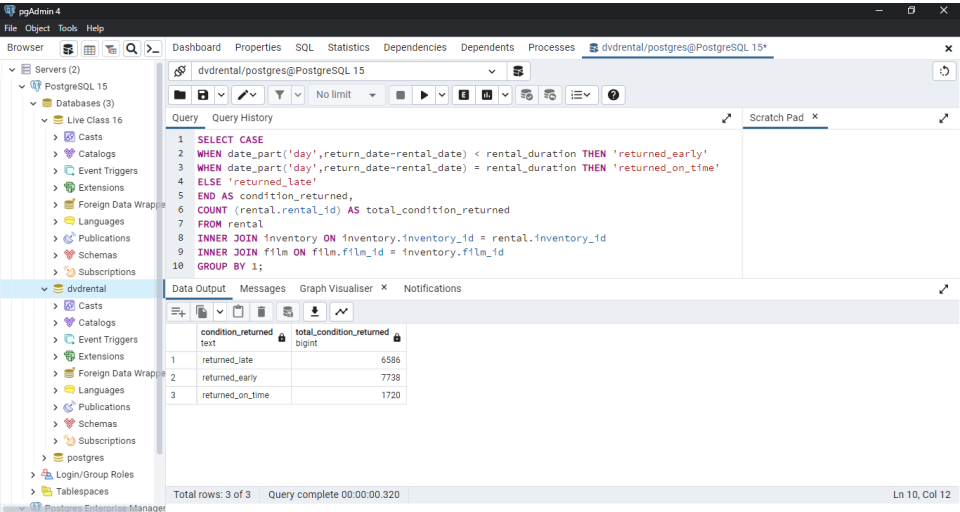 pgAdmin 4
File Object Tools Help
Browser
Dashboard Properties SQL Statistics Dependencies Dependents Processes dvdrental/postgres@PostgreSQL 15*
Servers (2)
PostgreSQL 15
Databases (3)
Live Class 16
Casts
Catalogs
Event Triggers
Extensions
Foreign Data Wrappe
Languages
Publications
Schemas
Subscriptions
dvdrental
Casts
Catalogs
Event Triggers
Extensions
Foreign Data Wrappe
Languages
Publications
Schemas
Subscriptions
postgres
Login/Group Roles
Tablespaces
Postgres Enterprise Manager
dvdrental/postgres@PostgreSQL 15
No limit
E
Query Query History
Scratch Pad
1 SELECT CASE
2 WHEN date_part('day',return_date-rental_date) < rental_duration THEN 'returned_early'
3 WHEN date_part('day',return_date-rental_date) = rental_duration THEN 'returned_on_time'
4 ELSE 'returned_late'
5 END AS condition_returned,
6 COUNT (rental.rental_id) AS total_condition_returned
7 FROM rental
8 INNER JOIN inventory ON inventory.inventory_id = rental.inventory_id
9 INNER JOIN film ON film.film_id = inventory.film_id
10 GROUP BY 1;
Data Output Messages Graph Visualiser Notifications
condition_returned total_condition_returned
text bigint
1 returned_late 6586
2 returned_early 7738
3 returned_on_time 1720
Total rows: 3 of 3 Query complete 00:00:00.320 Ln 10, Col 12